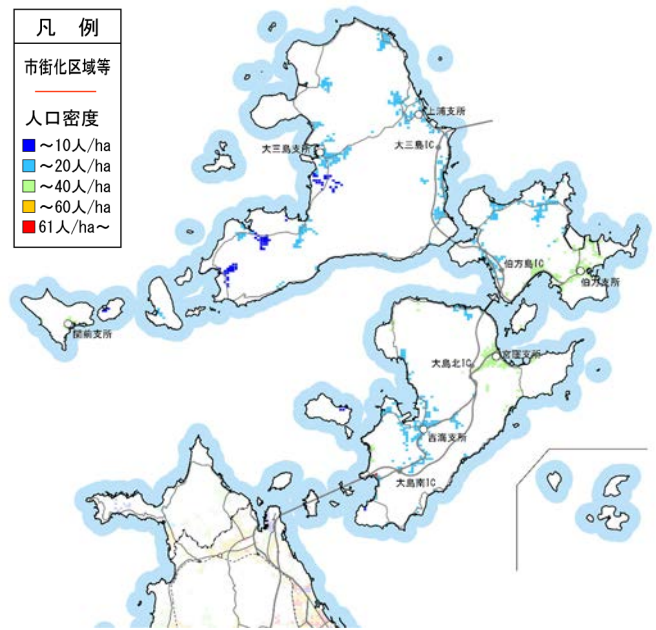 凡　例
市街化区域等
人口密度
～10人/ha
～20人/ha
～40人/ha
～60人/ha
61人/ha～
上浦支所
大三島支所
大三島IC
伯方島IC
伯方支所
関前支所
宮窪支所
大島北IC
吉海支所
大島南IC